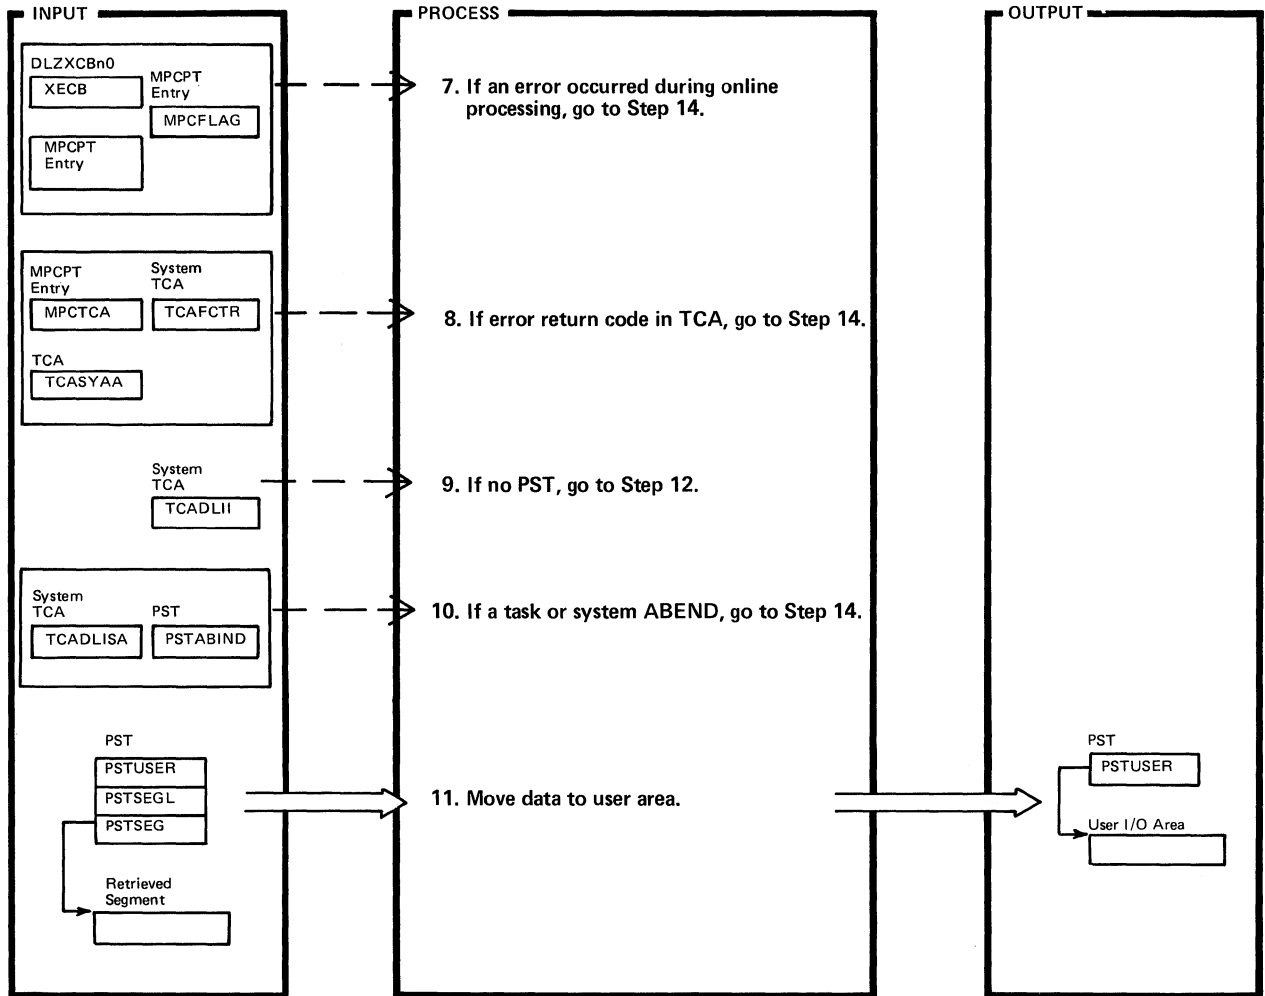 INPUT
PROCESS
OUTPUT
DLZXCBn0
XECB
MPCPT
Entry
MPCFLAG
MPCPT
Entry
7. If an error occurred during online
processing, go to Step 14.
MPCPT
Entry
MPCTCA
System
TCA
TCAFCTR
TCA
TCASYAA
8. If error return code in TCA, go to Step 14.
System
TCA
TCADLII
9. If no PST, go to Step 12.
System
TCA
TCADLISA
PST
PSTABIND
10. If a task or system ABEND, go to Step 14.
PST
PSTUSER
PSTSEGL
PSTSEG
Retrieved
Segment
11. Move data to user area.
PST
PSTUSER
User I/O Area